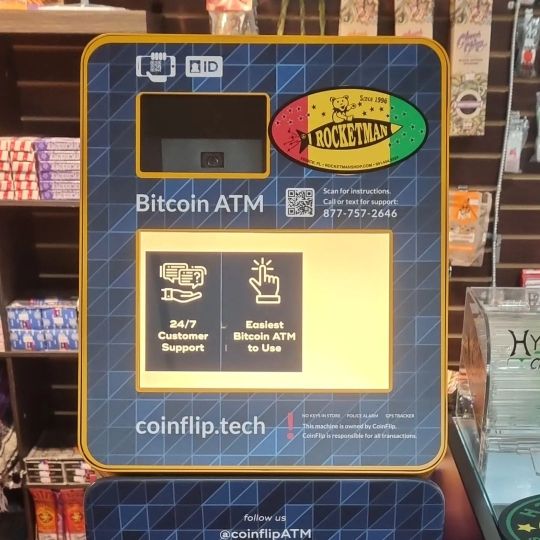 ID
Since 1996
ROCKETMAN
Bitcoin ATM
Scan for instructions.
Call or text for support:
877-757-2646
24/7
Customer
Support
Easiest
Bitcoin ATM
to Use
coinflip.tech
!
NO KEYS IN STORE POLICE ALARM GPS TRACKER
This machine is owned by CoinFlip.
CoinFlip is responsible for all transactions.
follow us
@coinflipATM
HY